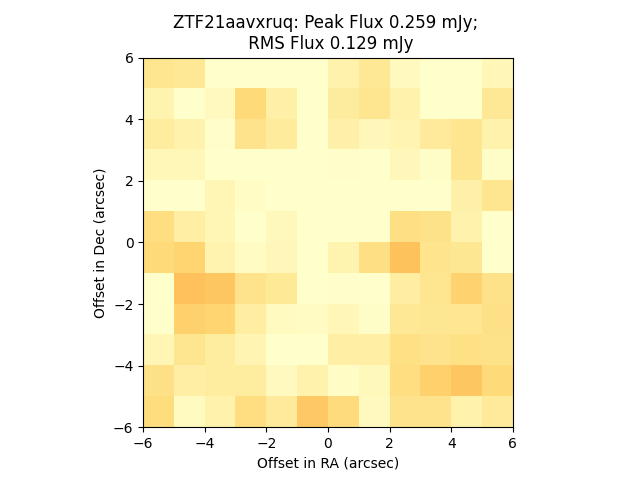 ZTF21aavxruq: Peak Flux 0.259 mJy;
RMS Flux 0.129 mJy
6
4
2
0
−2
−4
−6
Offset in Dec (arcsec)
−6 −4 −2 0 2 4 6
Offset in RA (arcsec)